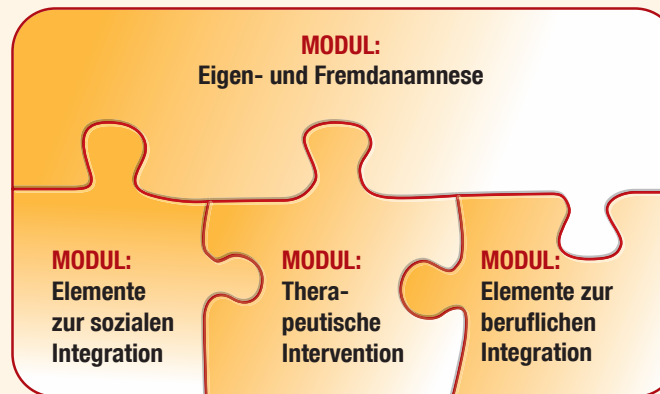 MODUL:
Eigen- und Fremdanamnese
MODUL:
Elemente
zur sozialen
Integration
MODUL:
Thera-
peutische
Intervention
MODUL:
Elemente zur
beruflichen
Integration